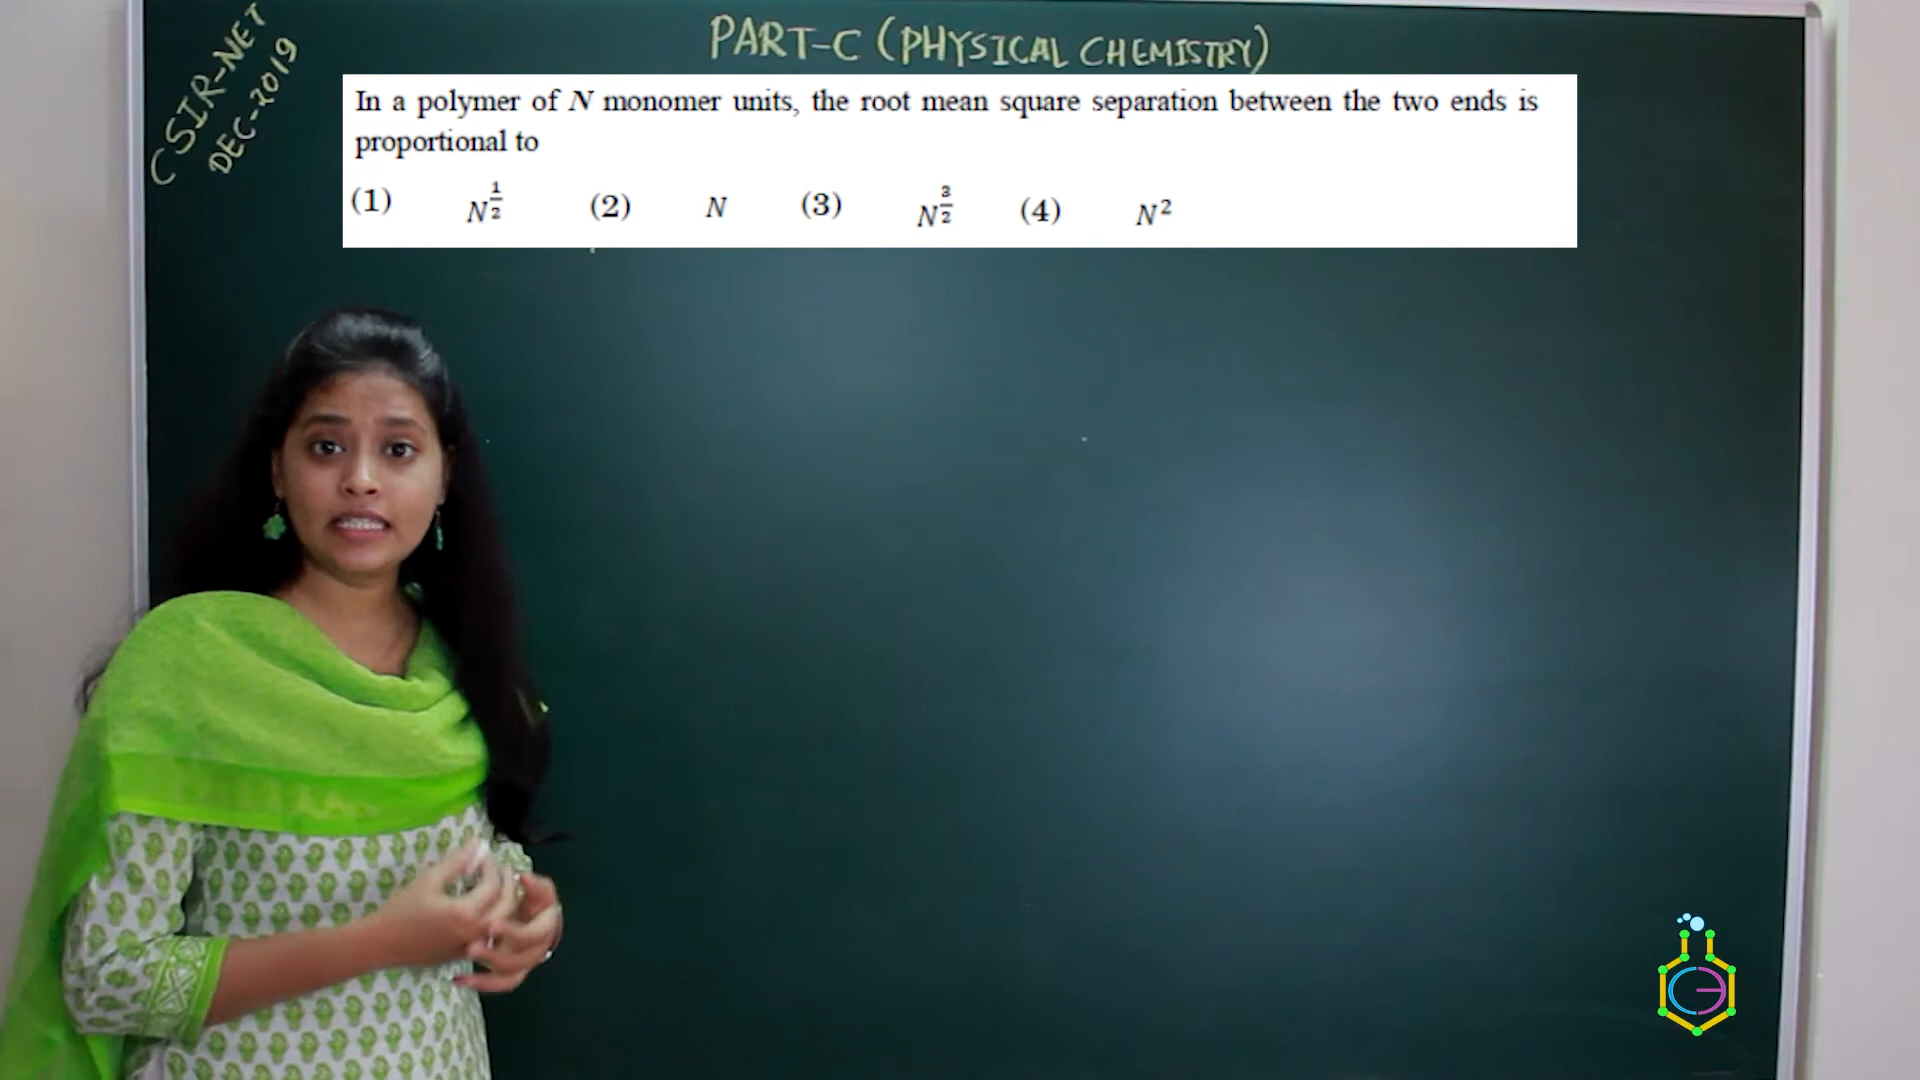 CSIR-NET
DEC-2019
PART-C (PHYSICAL CHEMISTRY)
In a polymer of N monomer units, the root mean square separation between the two ends is
proportional to
(1) N^{1/2} (2) N (3) N^{3/2} (4) N²